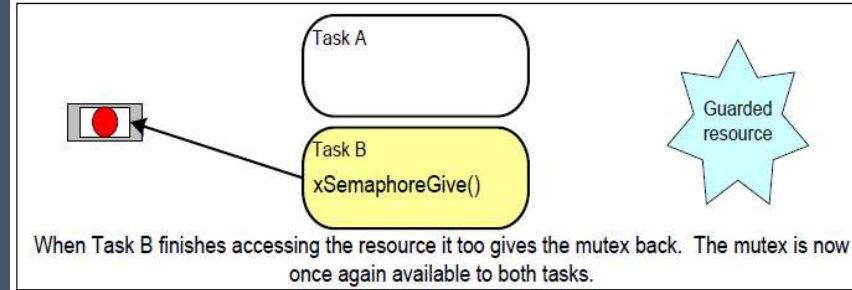 Task A
Guarded
resource
Task B
xSemaphoreGive()
When Task B finishes accessing the resource it too gives the mutex back. The mutex is now
once again available to both tasks.